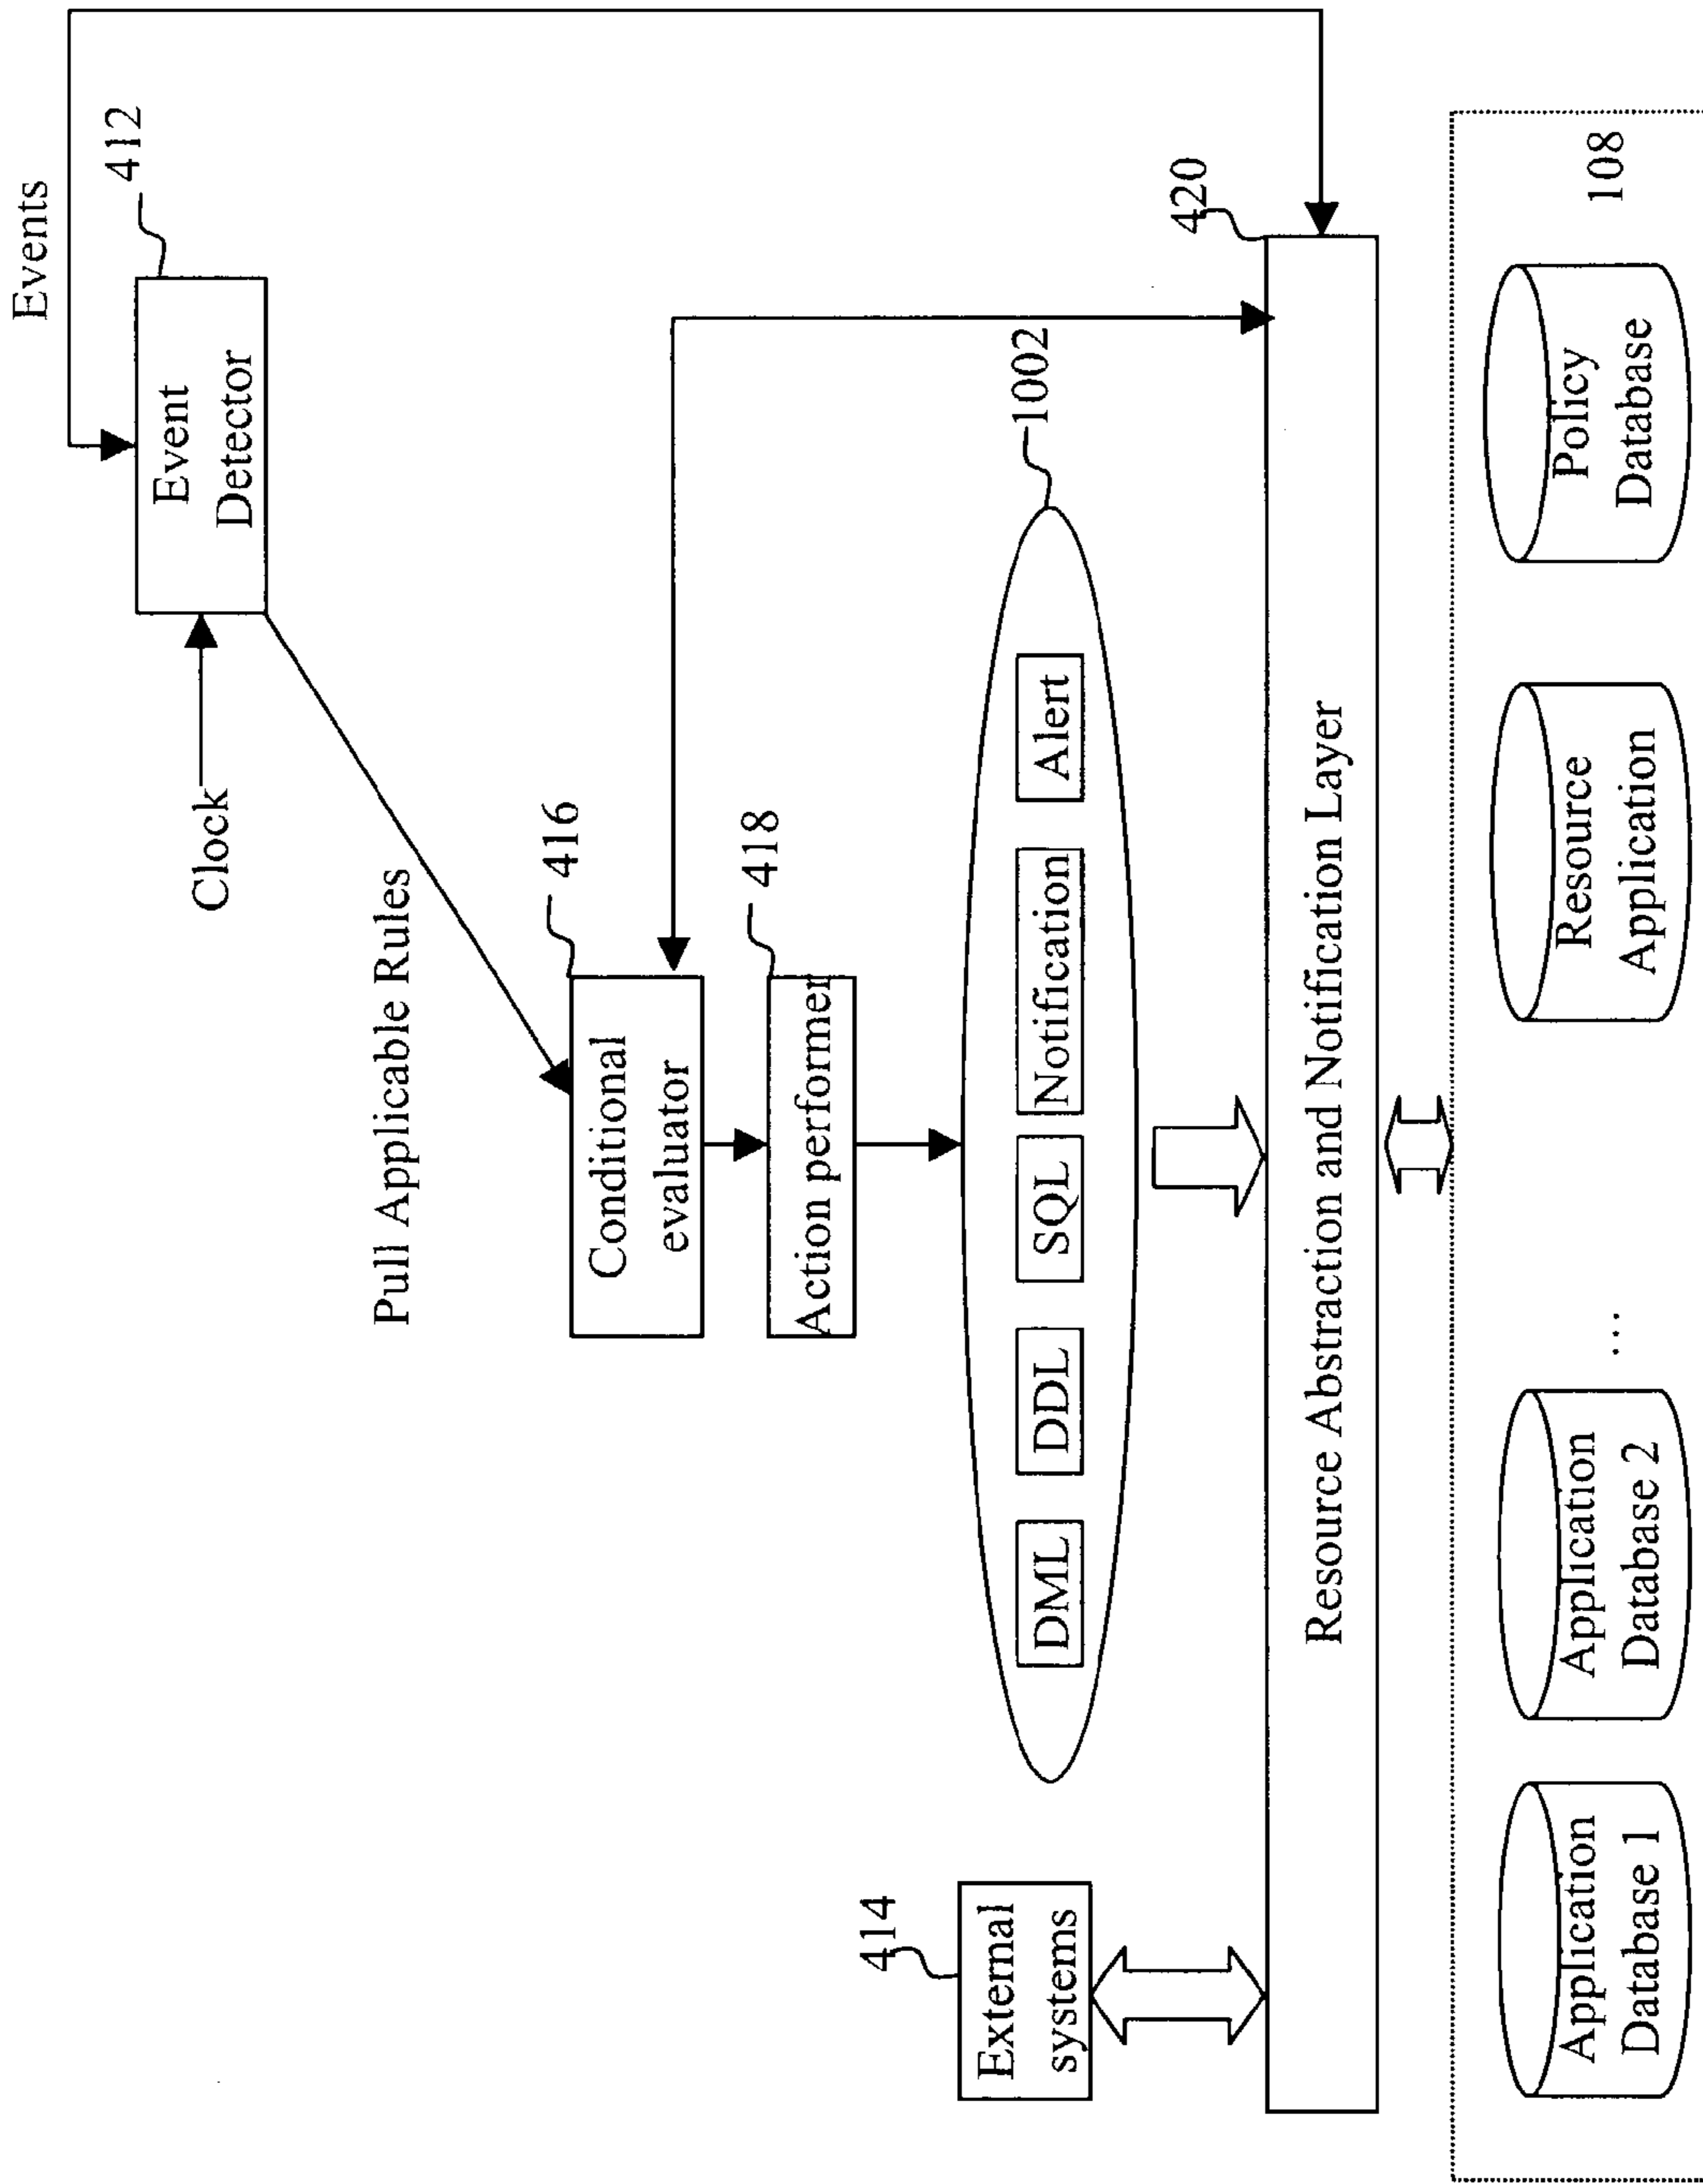 Events
412
Event
Detector
Clock
Pull Applicable Rules
416
Conditional
evaluator
418
Action performer
1002
DML
DDL
SQL
Notification
Alert
414
External
systems
420
Resource Abstraction and Notification Layer
108
Application
Database 1
Application
Database 2
...
Resource
Application
Policy
Database